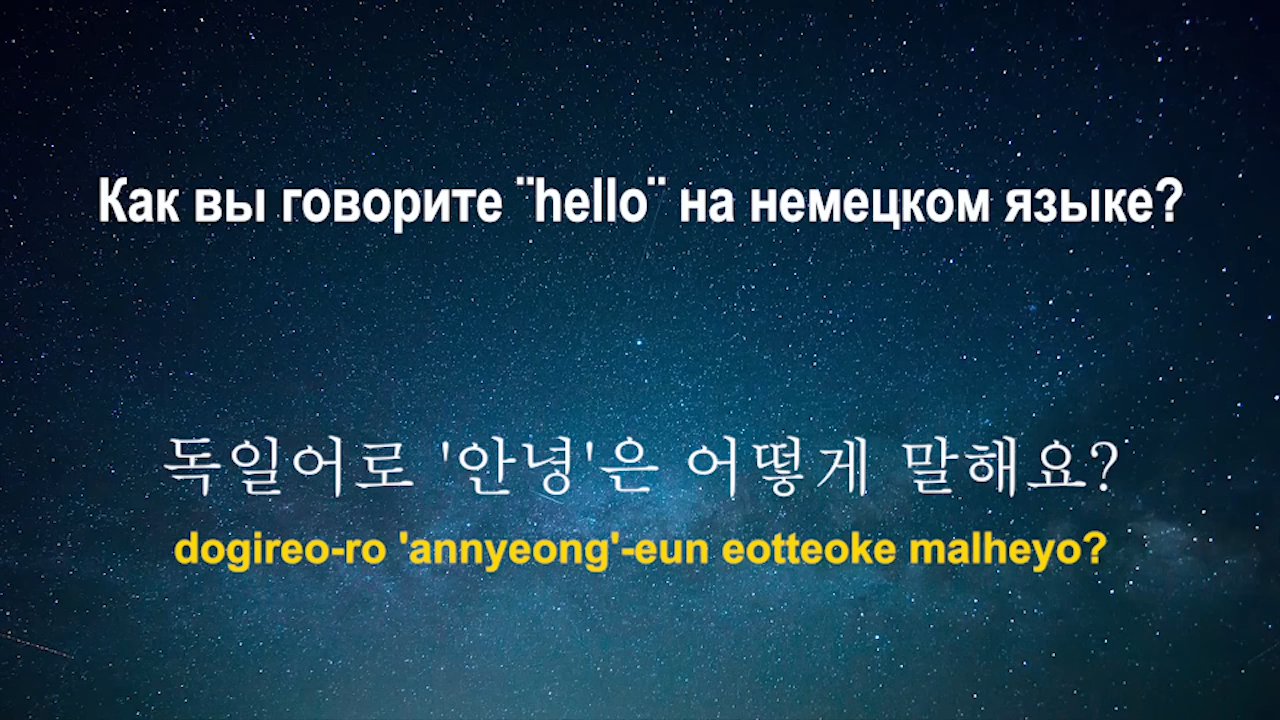 Как вы говорите ¨hello¨ на немецком языке?
독일어로 '안녕'은 어떻게 말해요?
dogireo-ro 'annyeong'-eun eotteoke malheyo?